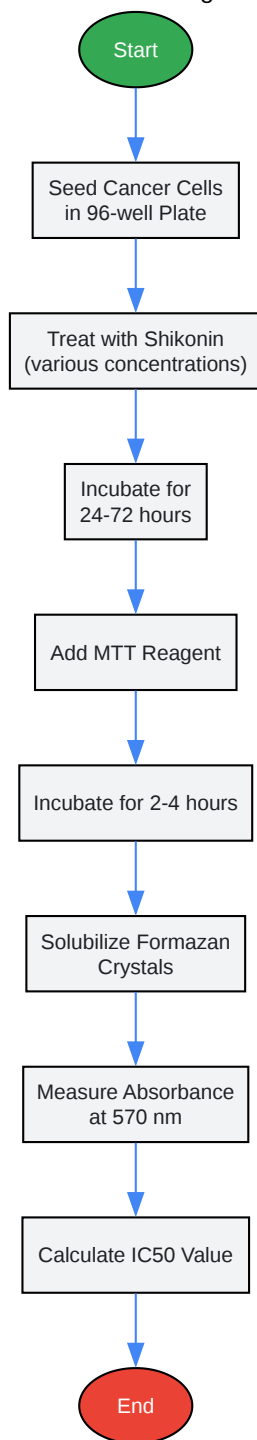 Start
Seed Cancer Cells
in 96-well Plate
Treat with Shikonin
(various concentrations)
Incubate for
24-72 hours
Add MTT Reagent
Incubate for 2-4 hours
Solubilize Formazan
Crystals
Measure Absorbance
at 570 nm
Calculate IC50 Value
End